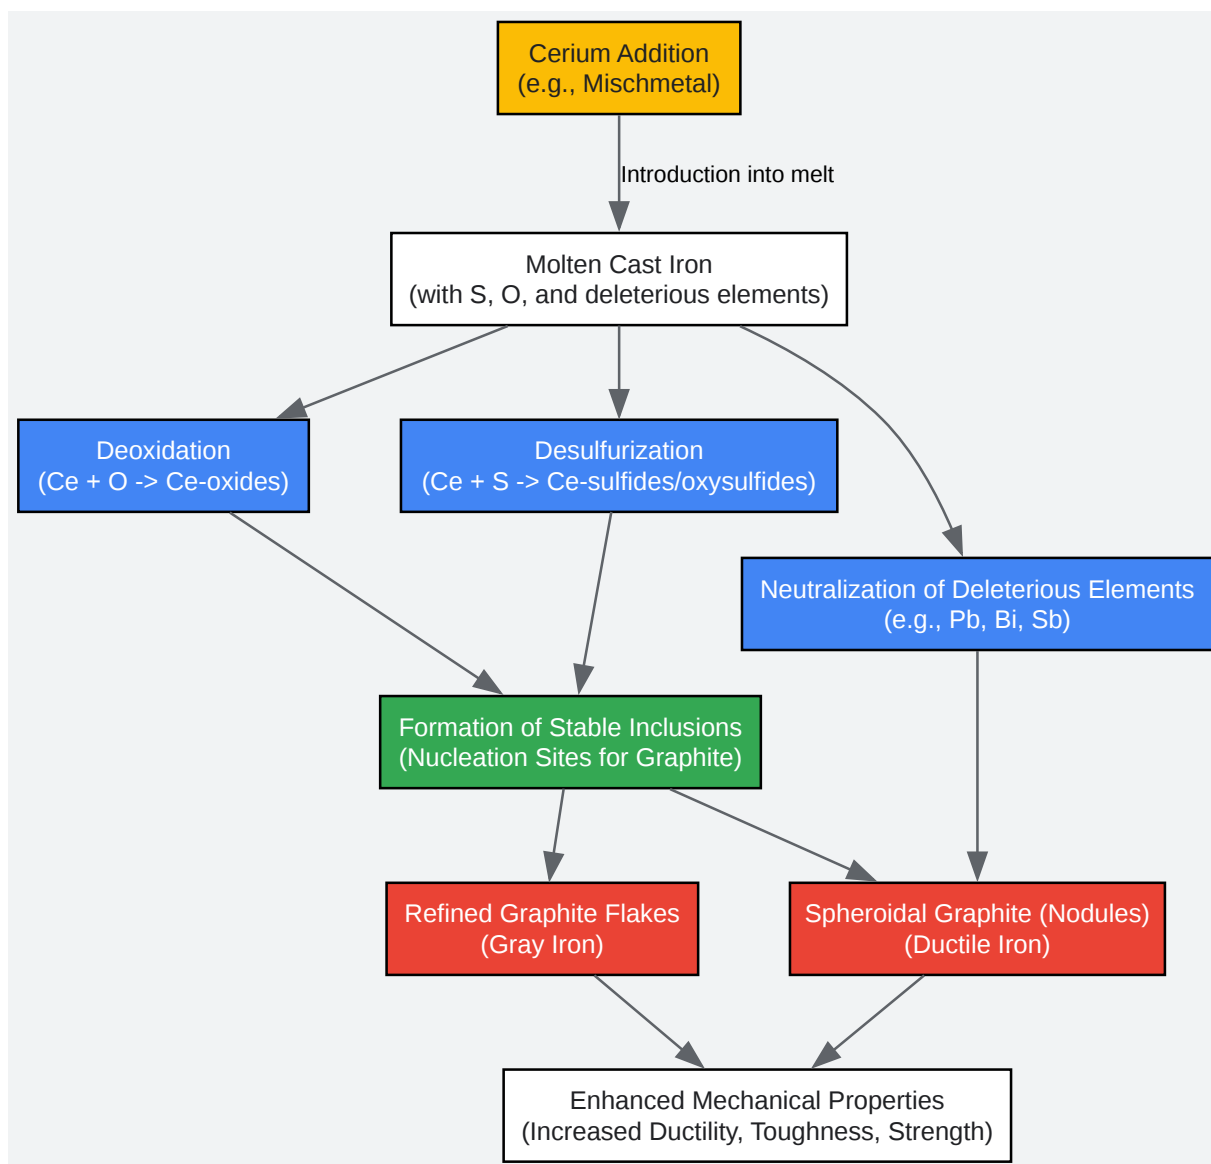 Cerium Addition
(e.g., Mischmetal)
Introduction into melt
Molten Cast Iron
(with S, O, and deleterious elements)
Deoxidation
(Ce + O -> Ce-oxides)
Desulfurization
(Ce + S -> Ce-sulfides/oxysulfides)
Neutralization of Deleterious Elements
(e.g., Pb, Bi, Sb)
Formation of Stable Inclusions
(Nucleation Sites for Graphite)
Refined Graphite Flakes
(Gray Iron)
Spheroidal Graphite (Nodules)
(Ductile Iron)
Enhanced Mechanical Properties
(Increased Ductility, Toughness, Strength)